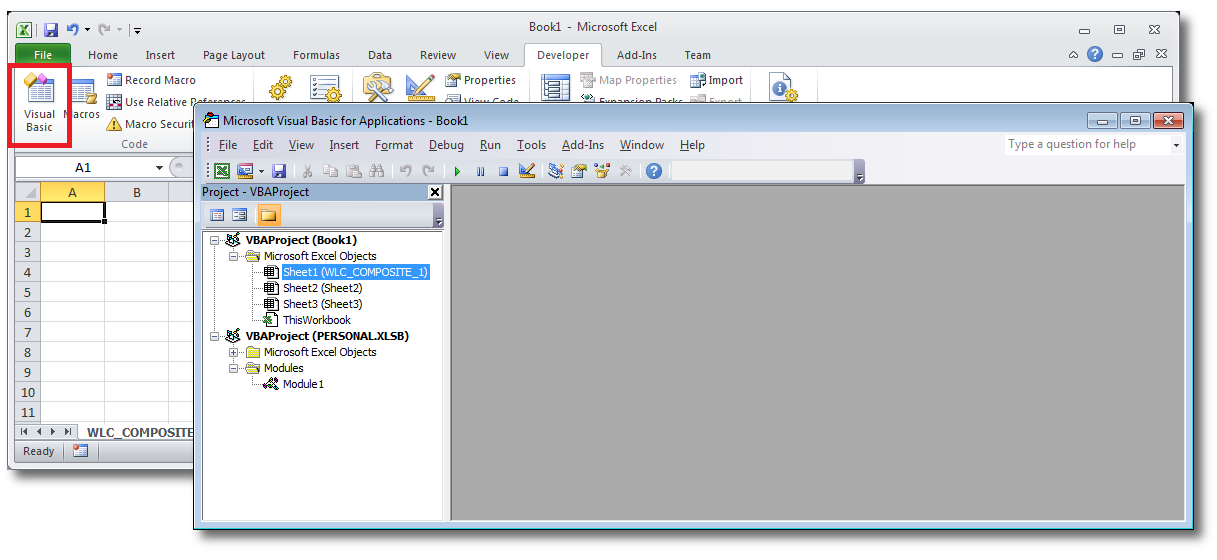 Book1 - Microsoft Excel
File Home Insert Page Layout Formulas Data Review View Developer Add-Ins Team
Visual Basic
Macros
Record Macro
Use Relative References
Macro Securit
Code
Properties
View Code
Map Properties
Expansion Packs
Import
Export
A1
A B
1
2
3
4
5
6
7
8
9
10
11
WLC_COMPOSITE
Ready
Microsoft Visual Basic for Applications - Book1
File Edit View Insert Format Debug Run Tools Add-Ins Window Help
Type a question for help
Project - VBAProject
VBAProject (Book1)
Microsoft Excel Objects
Sheet1 (WLC_COMPOSITE_1)
Sheet2 (Sheet2)
Sheet3 (Sheet3)
ThisWorkbook
VBAProject (PERSONAL.XLSB)
Microsoft Excel Objects
Modules
Module1